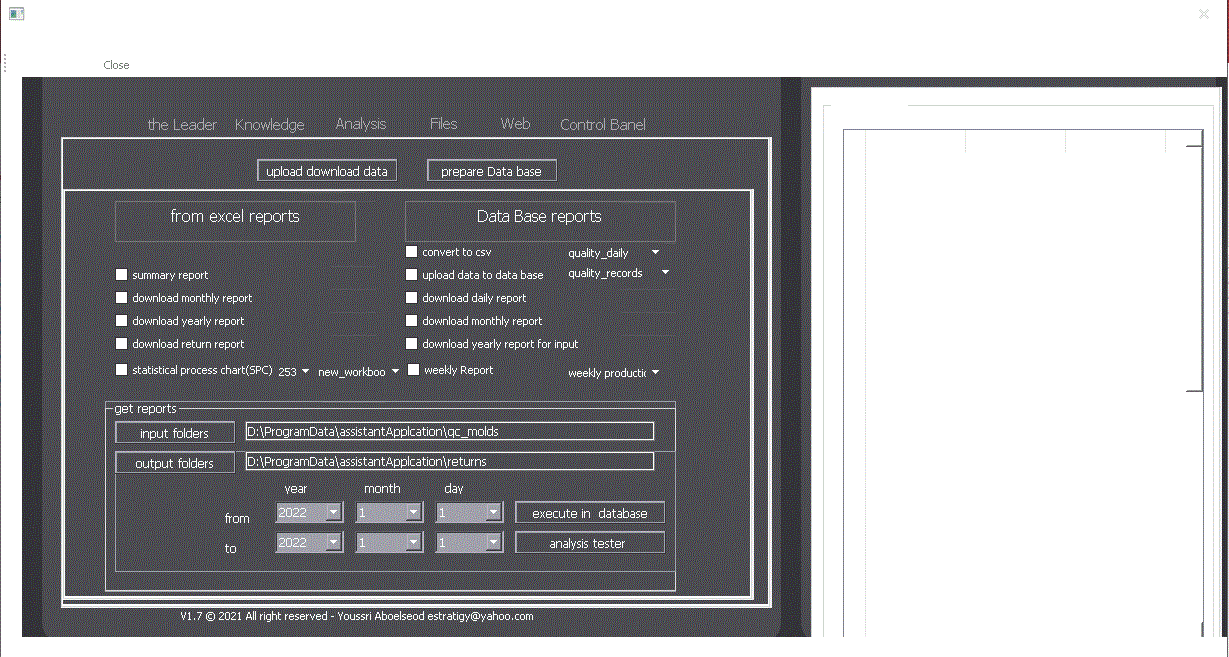 Close
the Leader Knowledge Analysis Files Web Control Banel
upload download data prepare Data base
from excel reports Data Base reports
convert to csv quality_daily
summary report upload data to data base quality_records
download monthly report download daily report
download yearly report download monthly report
download return report download yearly report for input
statistical process chart(SPC) 253 new_workboo weekly Report weekly productic
get reports
input folders D:\ProgramData\assistantApplcation\qc_molds
output folders D:\ProgramData\assistantApplcation\returns
year month day
from 2022 1 1 execute in database
to 2022 1 1 analysis tester
V1.7 © 2021 All right reserved - Youssri Aboelseod estratigy@yahoo.com